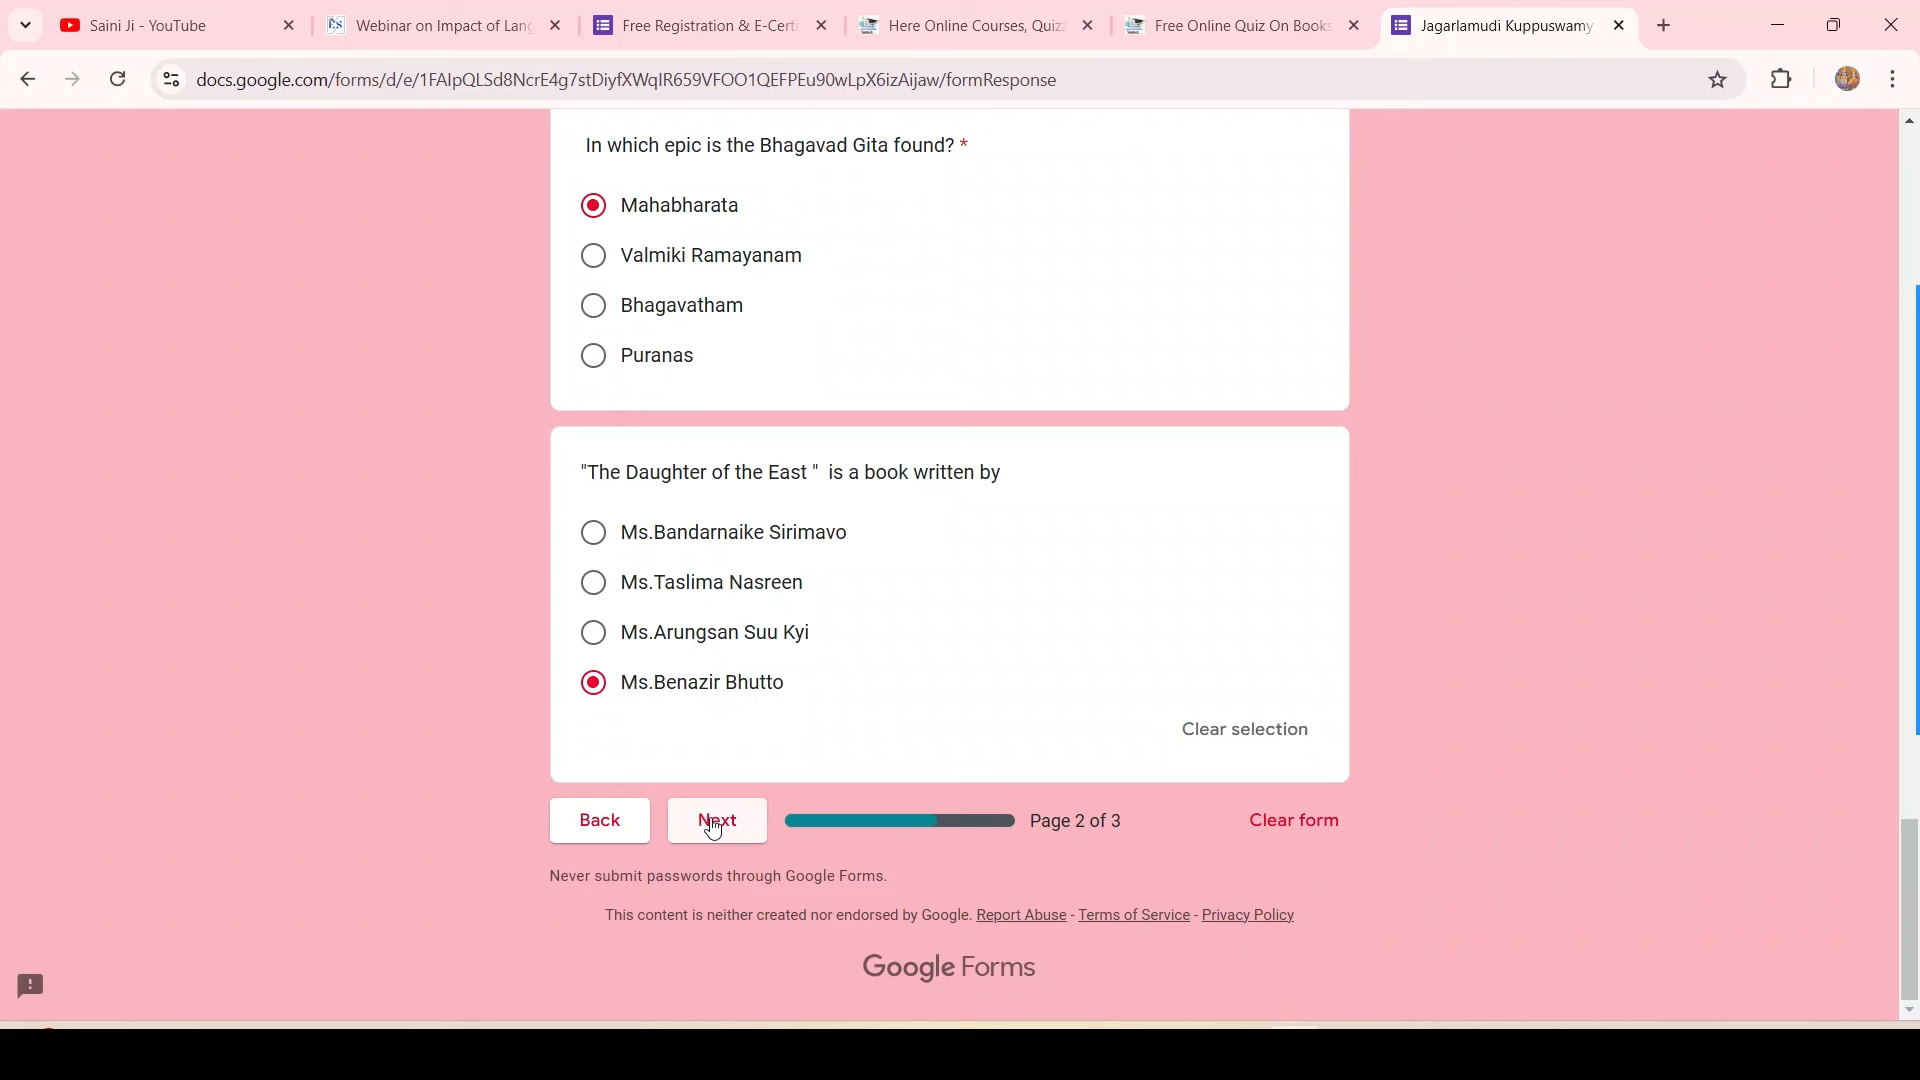 Saini Ji - YouTube
Webinar on Impact of Lang
Free Registration & E-Certi
Here Online Courses, Quizz
Free Online Quiz On Books
Jagarlamudi Kuppuswamy
docs.google.com/forms/d/e/1FAIpQLSd8NcrE4g7stDiyfXWqIR659VFOO1QEFPEu90wLpX6izAijaw/formResponse
In which epic is the Bhagavad Gita found? *
Mahabharata
Valmiki Ramayanam
Bhagavatham
Puranas
"The Daughter of the East " is a book written by
Ms.Bandarnaike Sirimavo
Ms.Taslima Nasreen
Ms.Arungsan Suu Kyi
Ms.Benazir Bhutto
Clear selection
Back
Next
Page 2 of 3
Clear form
Never submit passwords through Google Forms.
This content is neither created nor endorsed by Google. Report Abuse - Terms of Service - Privacy Policy
Google Forms